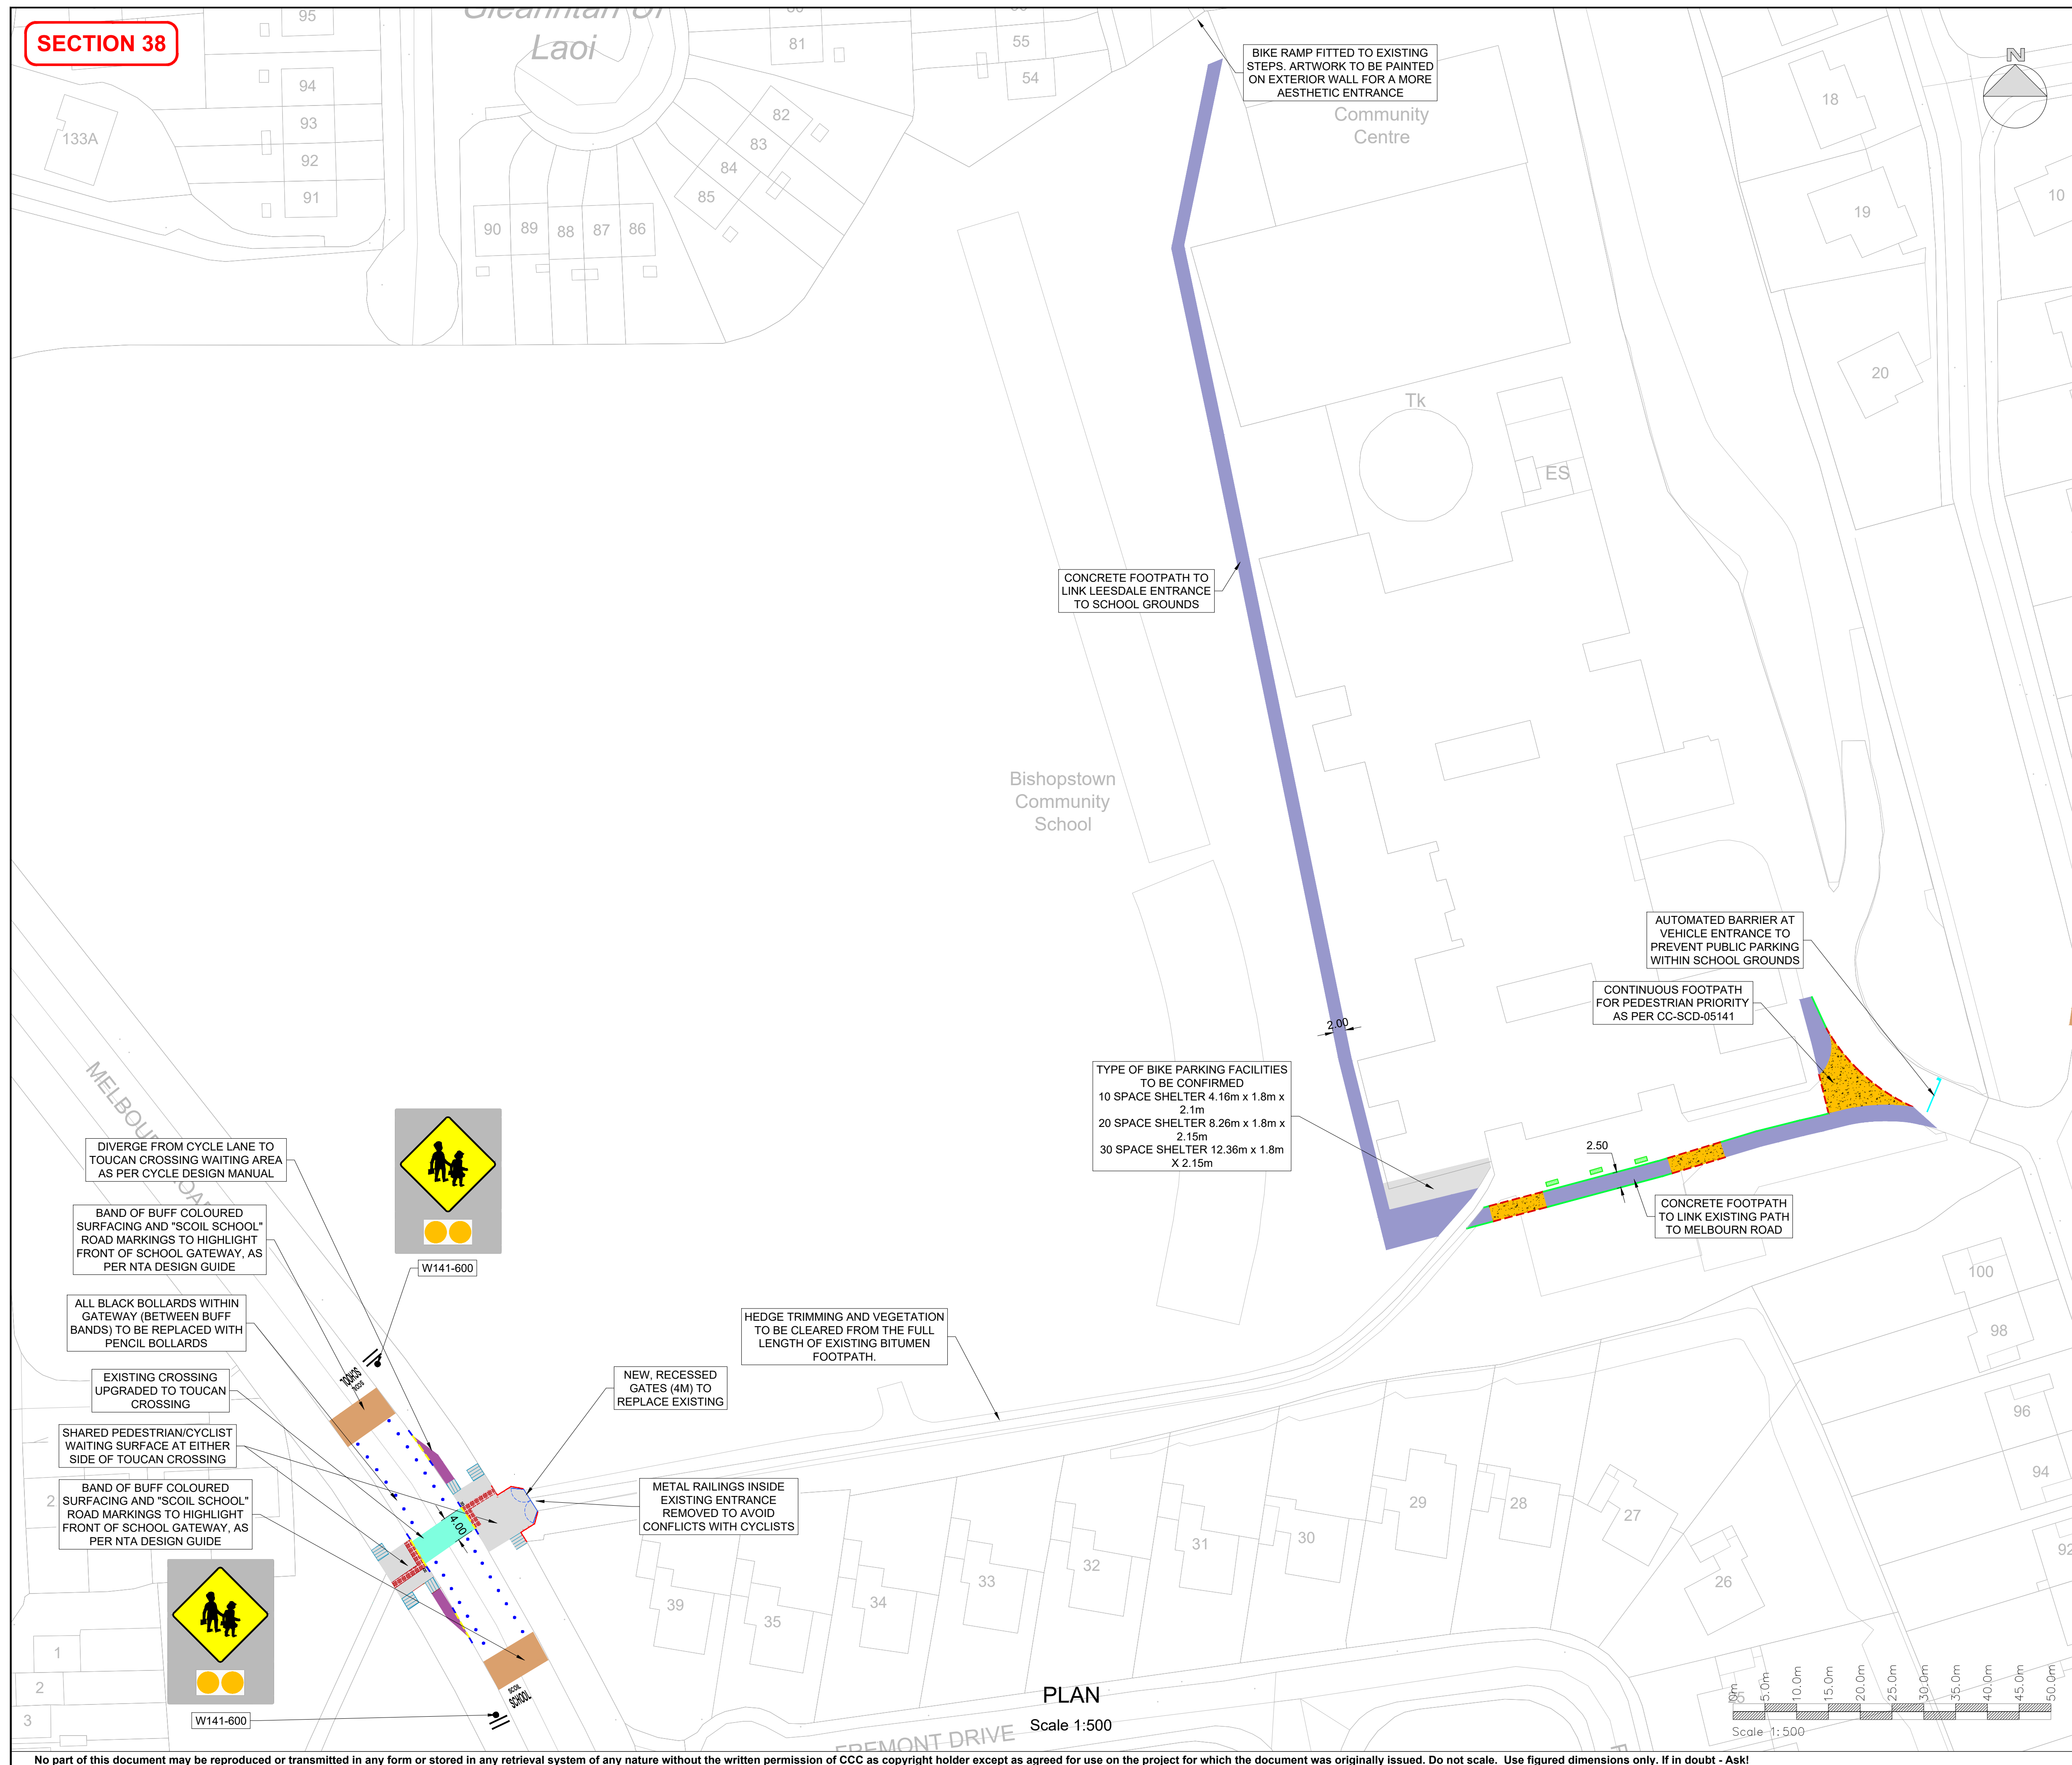 SECTION 38
Laoi
95
94
93
92
91
133A
81
82
83
84
85
90
89
88
87
86
55
54
BIKE RAMP FITTED TO EXISTING
STEPS. ARTWORK TO BE PAINTED
ON EXTERIOR WALL FOR A MORE
AESTHETIC ENTRANCE
Community
Centre
N
18
19
10
20
Tk
ES
CONCRETE FOOTPATH TO
LINK LEESDALE ENTRANCE
TO SCHOOL GROUNDS
Bishopstown
Community
School
AUTOMATED BARRIER AT
VEHICLE ENTRANCE TO
PREVENT PUBLIC PARKING
WITHIN SCHOOL GROUNDS
CONTINUOUS FOOTPATH
FOR PEDESTRIAN PRIORITY
AS PER CC-SCD-05141
2.00
TYPE OF BIKE PARKING FACILITIES
TO BE CONFIRMED
10 SPACE SHELTER 4.16m x 1.8m x
2.1m
20 SPACE SHELTER 8.26m x 1.8m x
2.15m
30 SPACE SHELTER 12.36m x 1.8m
X 2.15m
2.50
CONCRETE FOOTPATH
TO LINK EXISTING PATH
TO MELBOURN ROAD
DIVERGE FROM CYCLE LANE TO
TOUCAN CROSSING WAITING AREA
AS PER CYCLE DESIGN MANUAL
BAND OF BUFF COLOURED
SURFACING AND "SCOIL SCHOOL"
ROAD MARKINGS TO HIGHLIGHT
FRONT OF SCHOOL GATEWAY, AS
PER NTA DESIGN GUIDE
W141-600
ALL BLACK BOLLARDS WITHIN
GATEWAY (BETWEEN BUFF
BANDS) TO BE REPLACED WITH
PENCIL BOLLARDS
SCHOOL
SCOIL
EXISTING CROSSING
UPGRADED TO TOUCAN
CROSSING
NEW, RECESSED
GATES (4M) TO
REPLACE EXISTING
HEDGE TRIMMING AND VEGETATION
TO BE CLEARED FROM THE FULL
LENGTH OF EXISTING BITUMEN
FOOTPATH.
SHARED PEDESTRIAN/CYCLIST
WAITING SURFACE AT EITHER
SIDE OF TOUCAN CROSSING
BAND OF BUFF COLOURED
SURFACING AND "SCOIL SCHOOL"
ROAD MARKINGS TO HIGHLIGHT
FRONT OF SCHOOL GATEWAY, AS
PER NTA DESIGN GUIDE
4.00
METAL RAILINGS INSIDE
EXISTING ENTRANCE
REMOVED TO AVOID
CONFLICTS WITH CYCLISTS
SCOIL
SCHOOL
W141-600
2
1
2
3
39
35
34
33
32
31
30
29
28
27
26
100
98
96
94
92
PLAN
Scale 1:500
0m
5.0m
10.0m
15.0m
20.0m
25.0m
30.0m
35.0m
40.0m
45.0m
50.0m
Scale 1:500
No part of this document may be reproduced or transmitted in any form or stored in any retrieval system of any nature without the written permission of CCC as copyright holder except as agreed for use on the project for which the document was originally issued. Do not scale. Use figured dimensions only. If in doubt - Ask!